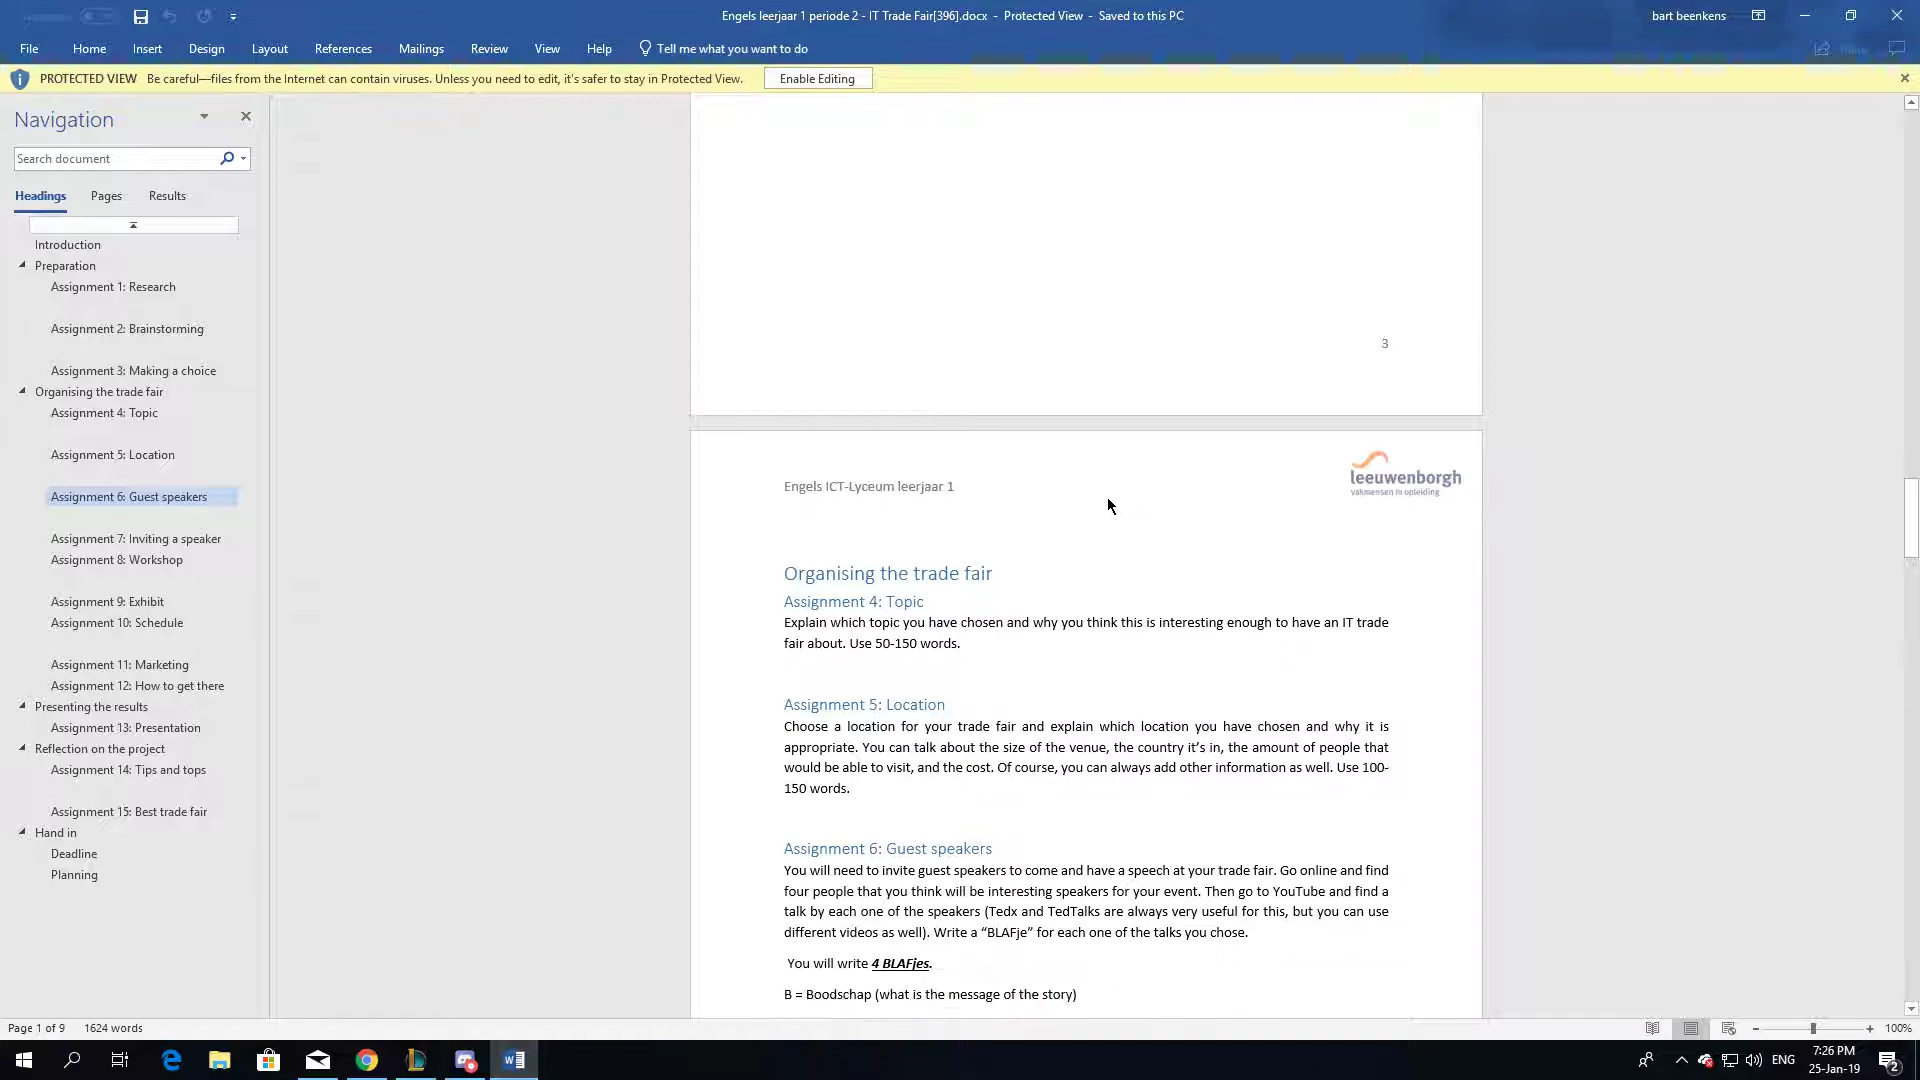 Engels leerjaar 1 periode 2 - IT Trade Fair[396].docx - Protected View - Saved to this PC
bart beenkens
File Home Insert Design Layout References Mailings Review View Help Tell me what you want to do
PROTECTED VIEW Be careful—files from the Internet can contain viruses. Unless you need to edit, it's safer to stay in Protected View. Enable Editing
Navigation
Search document
Headings Pages Results
Introduction
Preparation
Assignment 1: Research
Assignment 2: Brainstorming
Assignment 3: Making a choice
Organising the trade fair
Assignment 4: Topic
Assignment 5: Location
Assignment 6: Guest speakers
Assignment 7: Inviting a speaker
Assignment 8: Workshop
Assignment 9: Exhibit
Assignment 10: Schedule
Assignment 11: Marketing
Assignment 12: How to get there
Presenting the results
Assignment 13: Presentation
Reflection on the project
Assignment 14: Tips and tops
Assignment 15: Best trade fair
Hand in
Deadline
Planning
3
Engels ICT-Lyceum leerjaar 1
leeuwenborgh
vakmensen in opleiding
Organising the trade fair
Assignment 4: Topic
Explain which topic you have chosen and why you think this is interesting enough to have an IT trade
fair about. Use 50-150 words.
Assignment 5: Location
Choose a location for your trade fair and explain which location you have chosen and why it is
appropriate. You can talk about the size of the venue, the country it's in, the amount of people that
would be able to visit, and the cost. Of course, you can always add other information as well. Use 100-
150 words.
Assignment 6: Guest speakers
You will need to invite guest speakers to come and have a speech at your trade fair. Go online and find
four people that you think will be interesting speakers for your event. Then go to YouTube and find a
talk by each one of the speakers (Tedx and TedTalks are always very useful for this, but you can use
different videos as well). Write a “BLAFje” for each one of the talks you chose.
You will write 4 BLAFjes.
B = Boodschap (what is the message of the story)
Page 1 of 9 1624 words
100%
ENG
7:26 PM
25-Jan-19
2